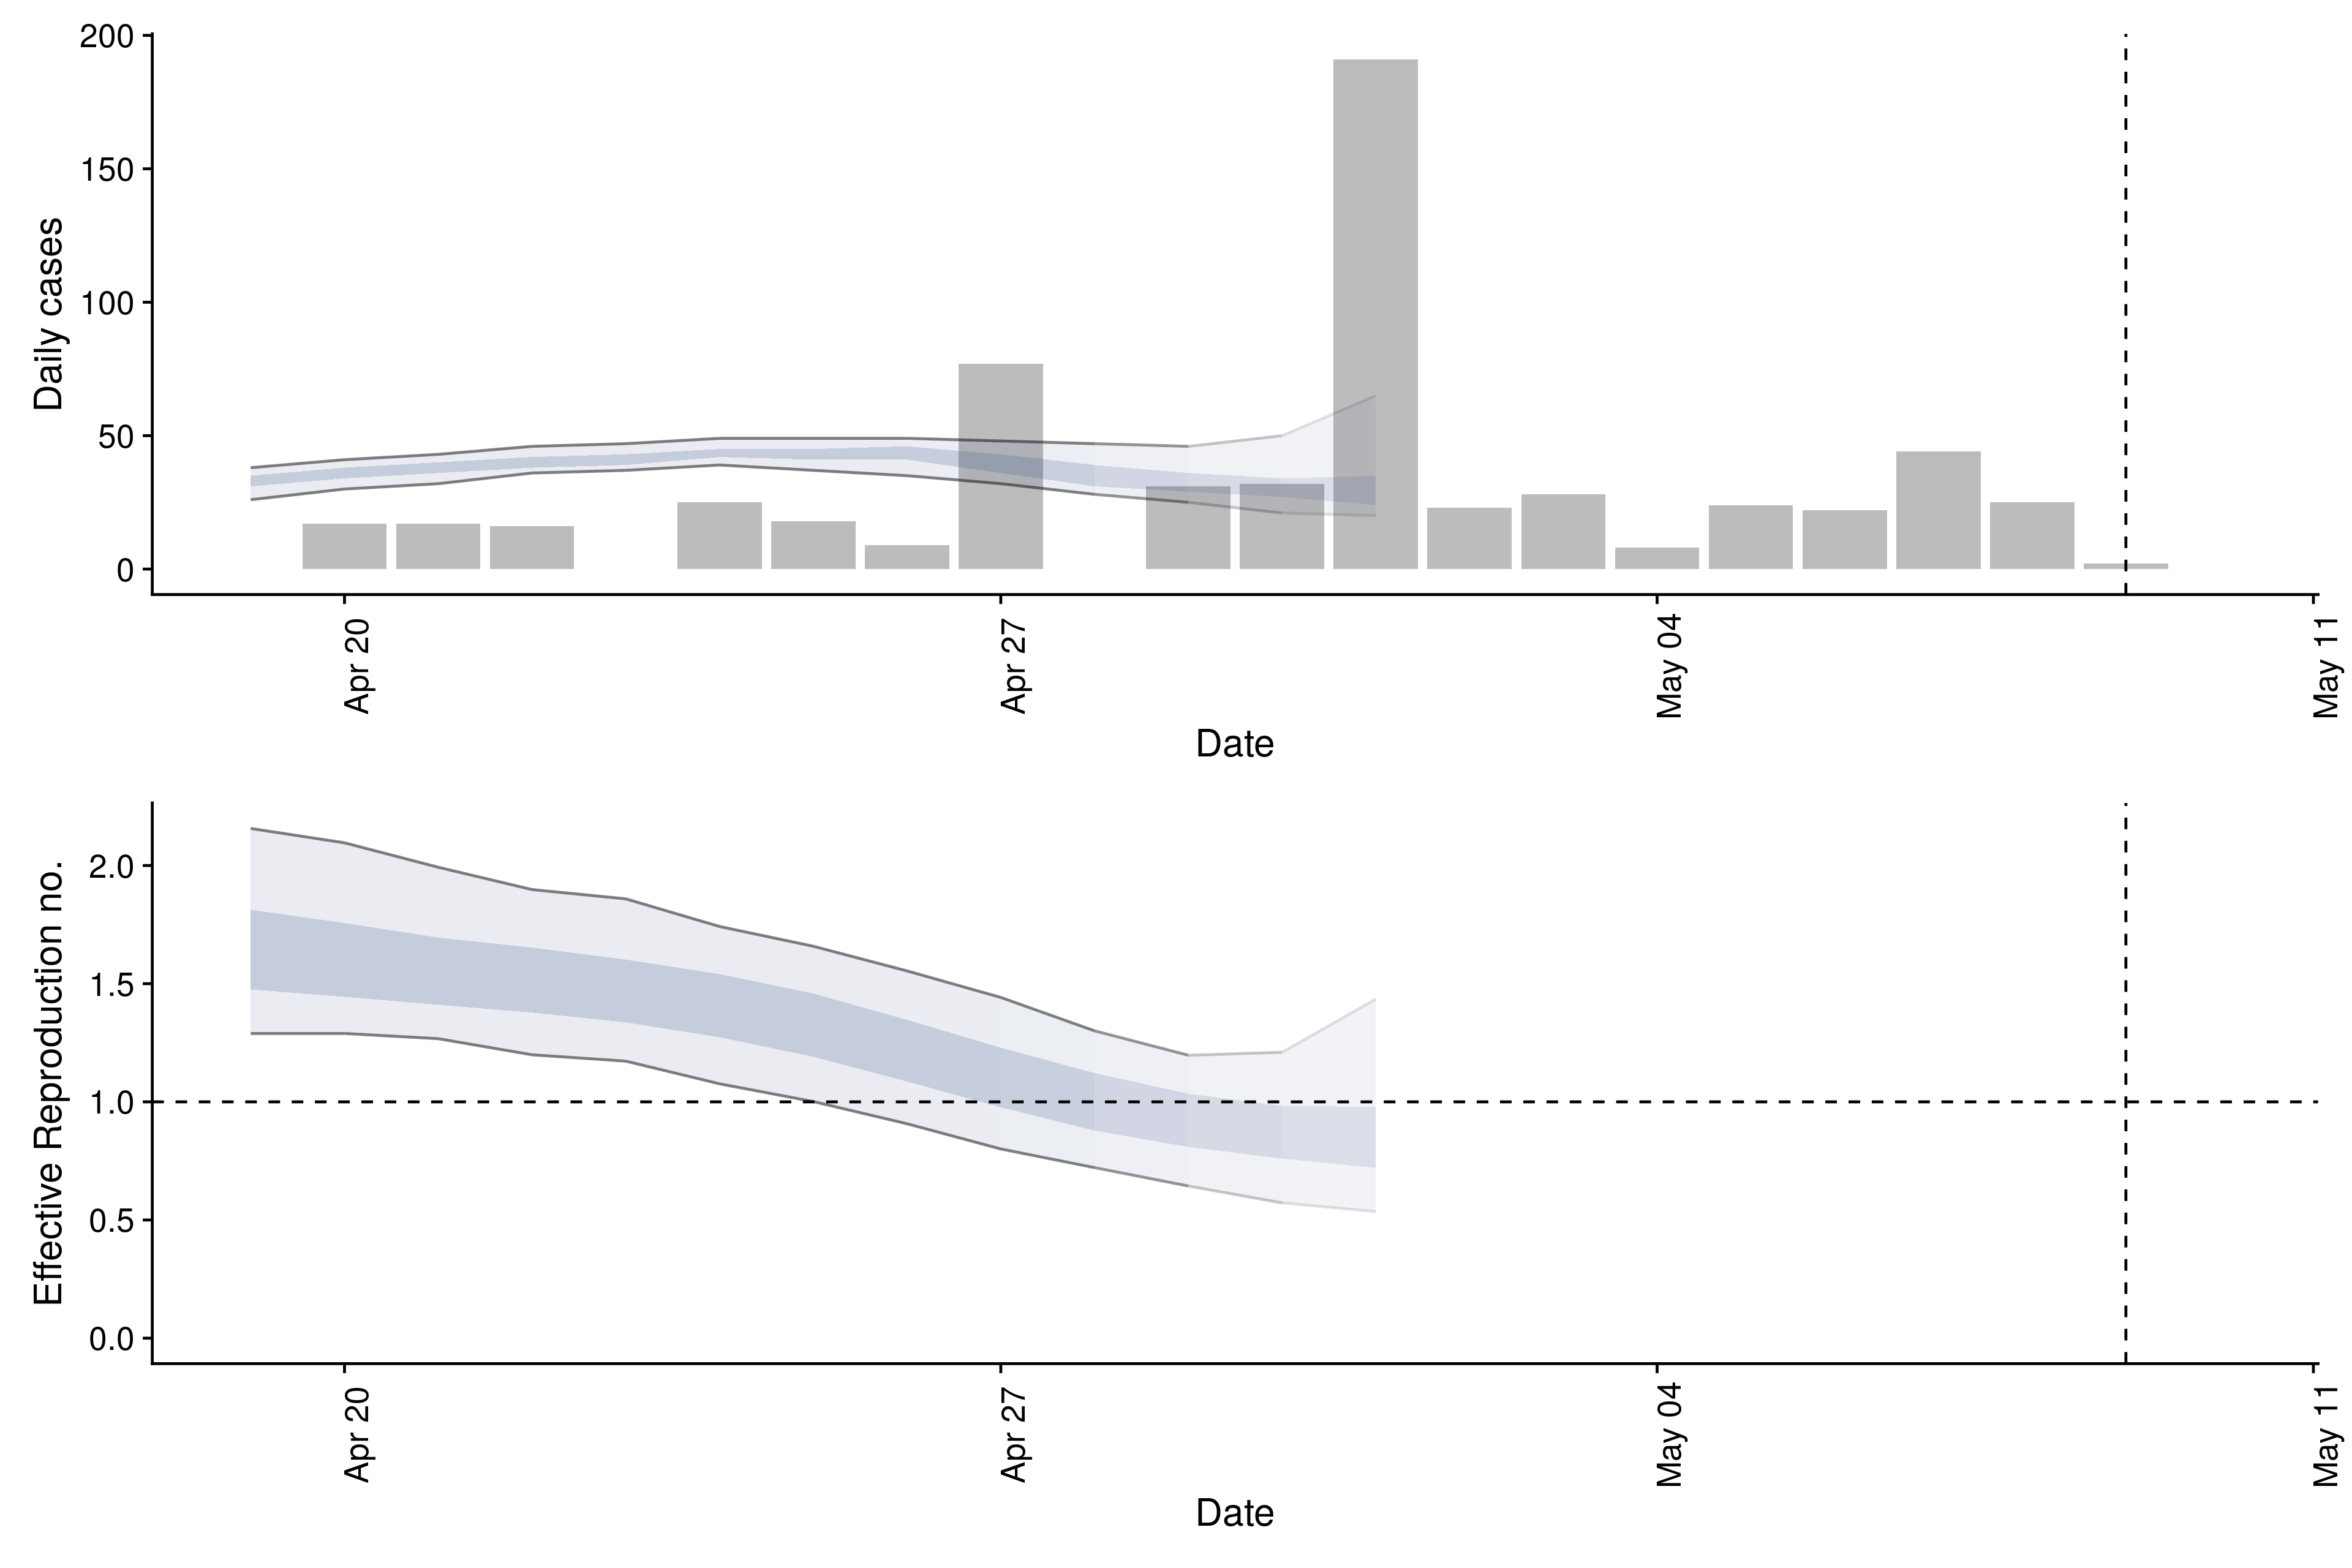 200
150
100
50
0
Daily cases
Apr 20
Apr 27
May 04
May 11
Date
2.0
1.5
1.0
0.5
0.0
Effective Reproduction no.
Apr 20
Apr 27
May 04
May 11
Date